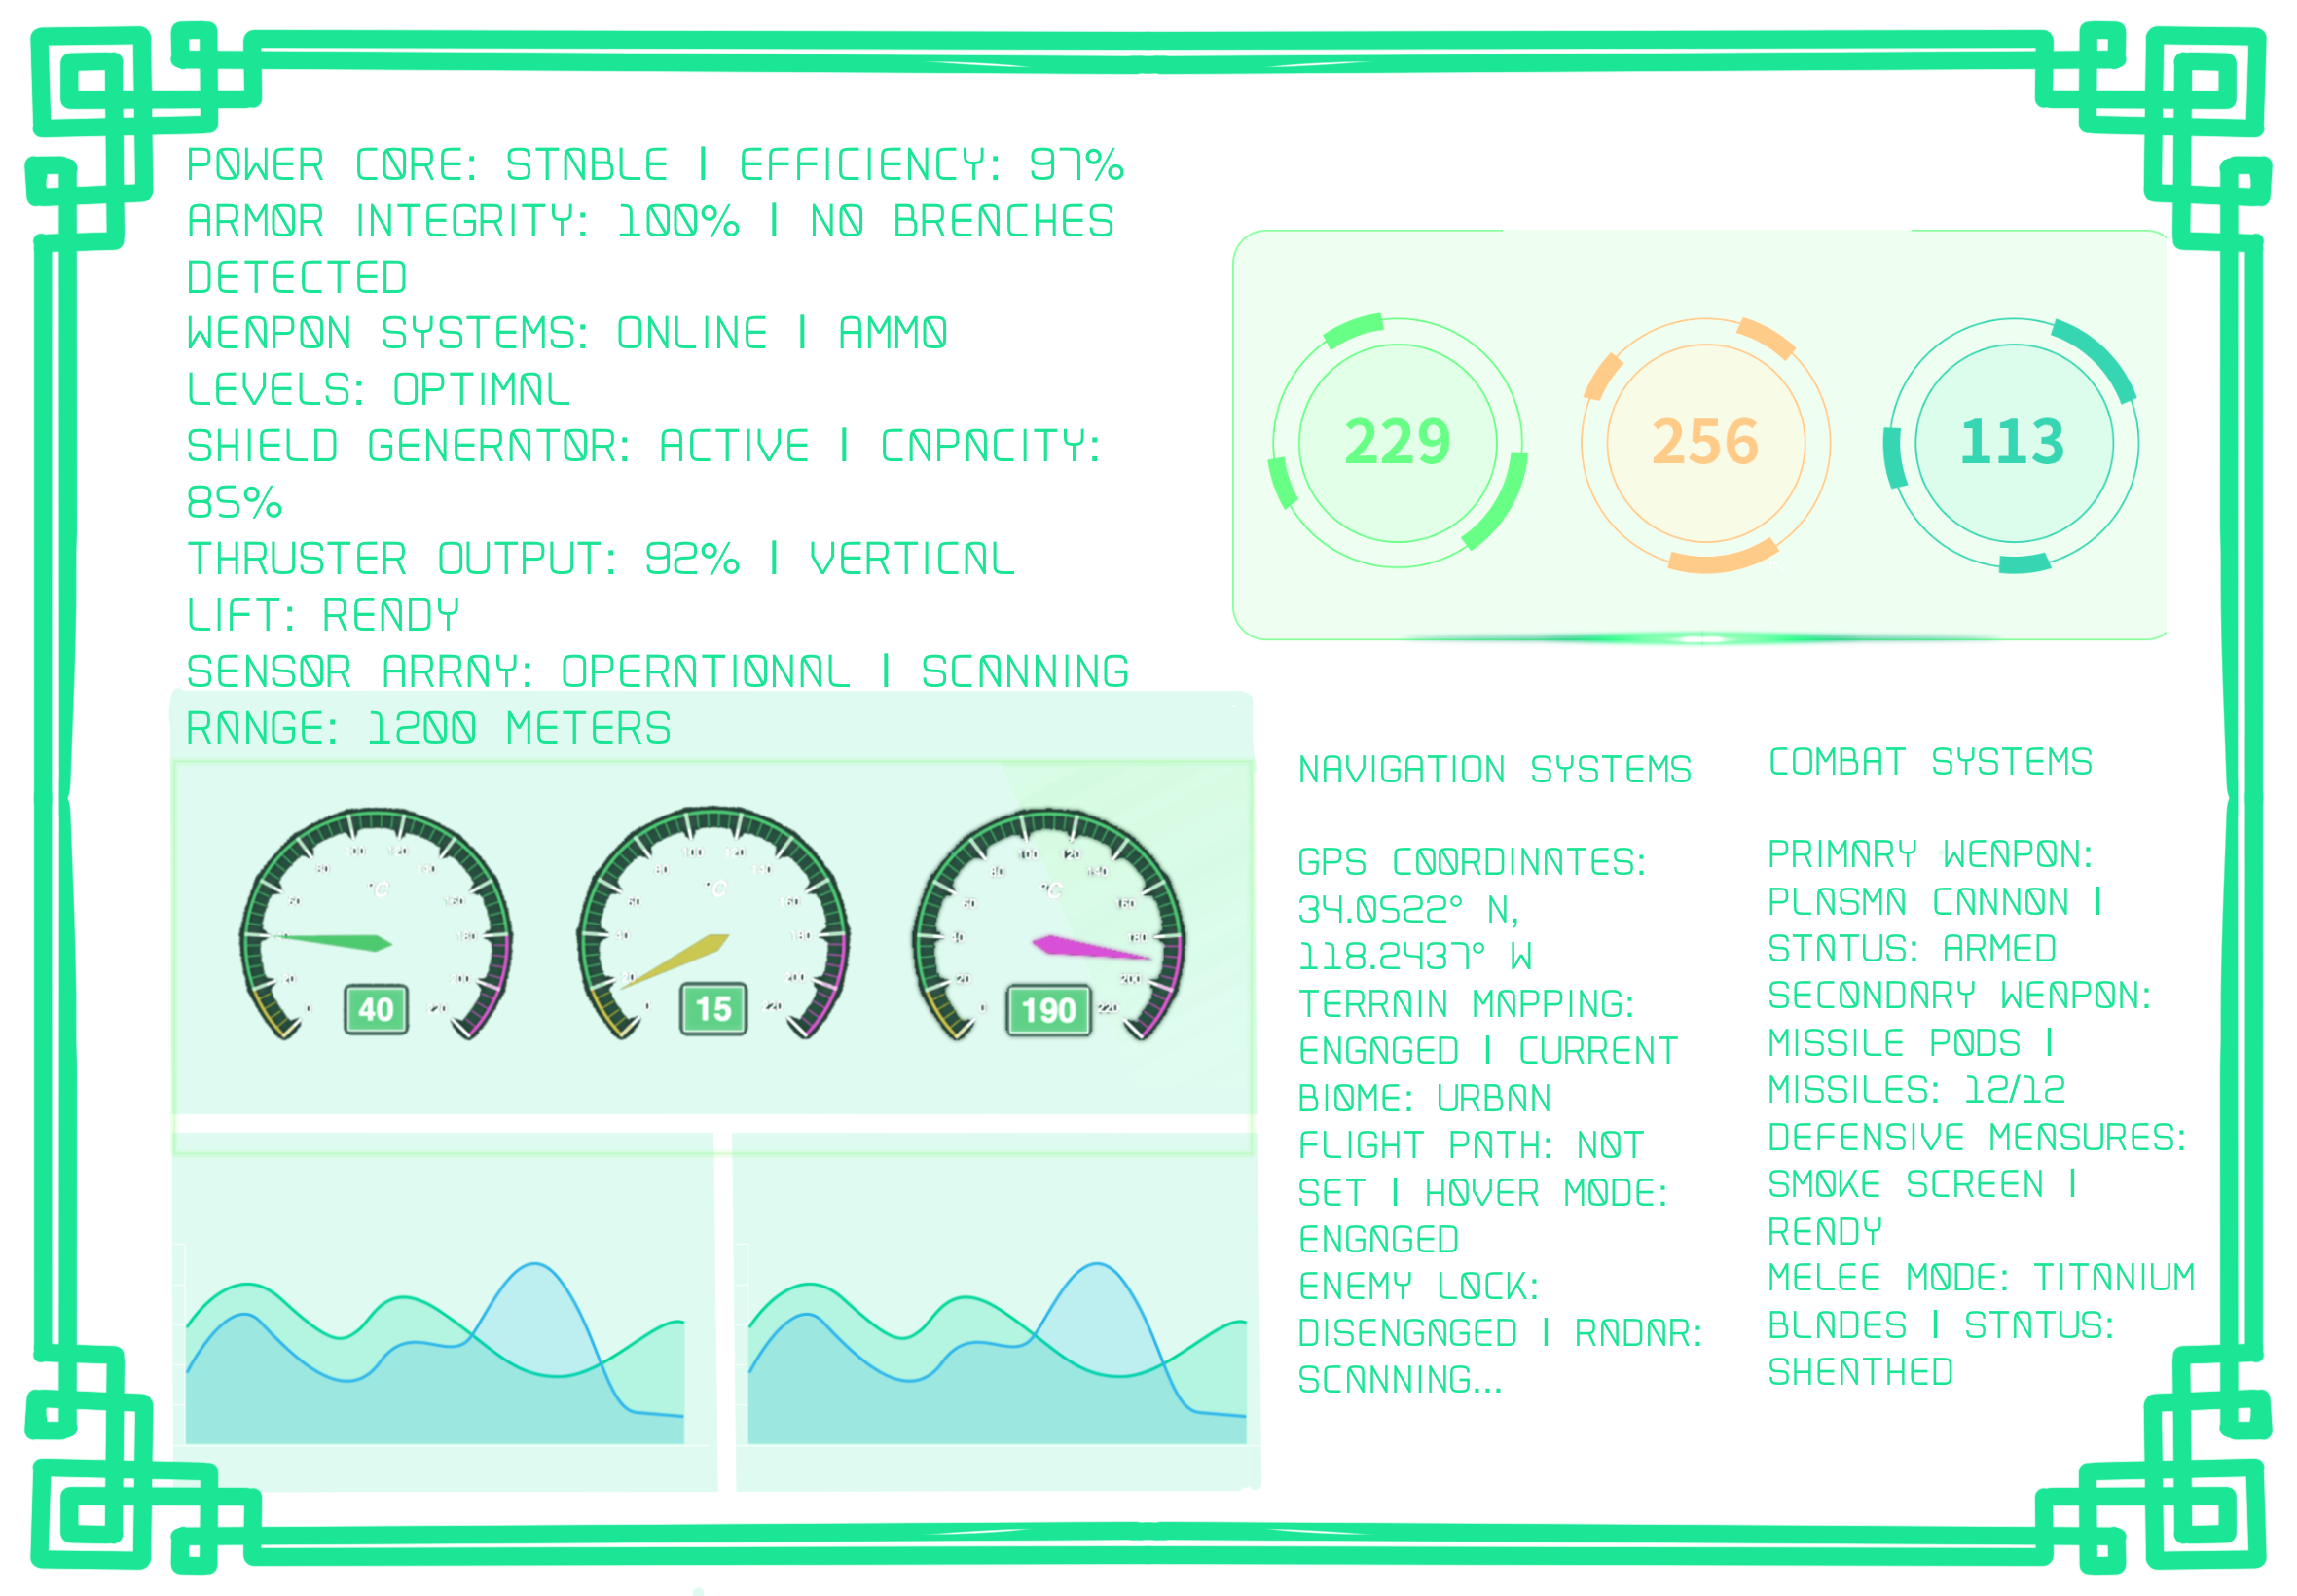 POWER CORE: STABLE | EFFICIENCY: 97%
ARMOR INTEGRITY: 100% | NO BREACHES
DETECTED
WEAPON SYSTEMS: ONLINE | AMMO
LEVELS: OPTIMAL
SHIELD GENERATOR: ACTIVE | CAPACITY:
85%
THRUSTER OUTPUT: 92% | VERTICAL
LIFT: READY
SENSOR ARRAY: OPERATIONAL | SCANNING
RANGE: 1200 METERS
229 256 113
°C °C °C
40 15 190
NAVIGATION SYSTEMS
GPS COORDINATES:
34.0522° N,
118.2437° W
TERRAIN MAPPING:
ENGAGED | CURRENT
BIOME: URBAN
FLIGHT PATH: NOT
SET | HOVER MODE:
ENGAGED
ENEMY LOCK:
DISENGAGED | RADAR:
SCANNING...
COMBAT SYSTEMS
PRIMARY WEAPON:
PLASMA CANNON |
STATUS: ARMED
SECONDARY WEAPON:
MISSILE PODS |
MISSILES: 12/12
DEFENSIVE MEASURES:
SMOKE SCREEN |
READY
MELEE MODE: TITANIUM
BLADES | STATUS:
SHEATHED